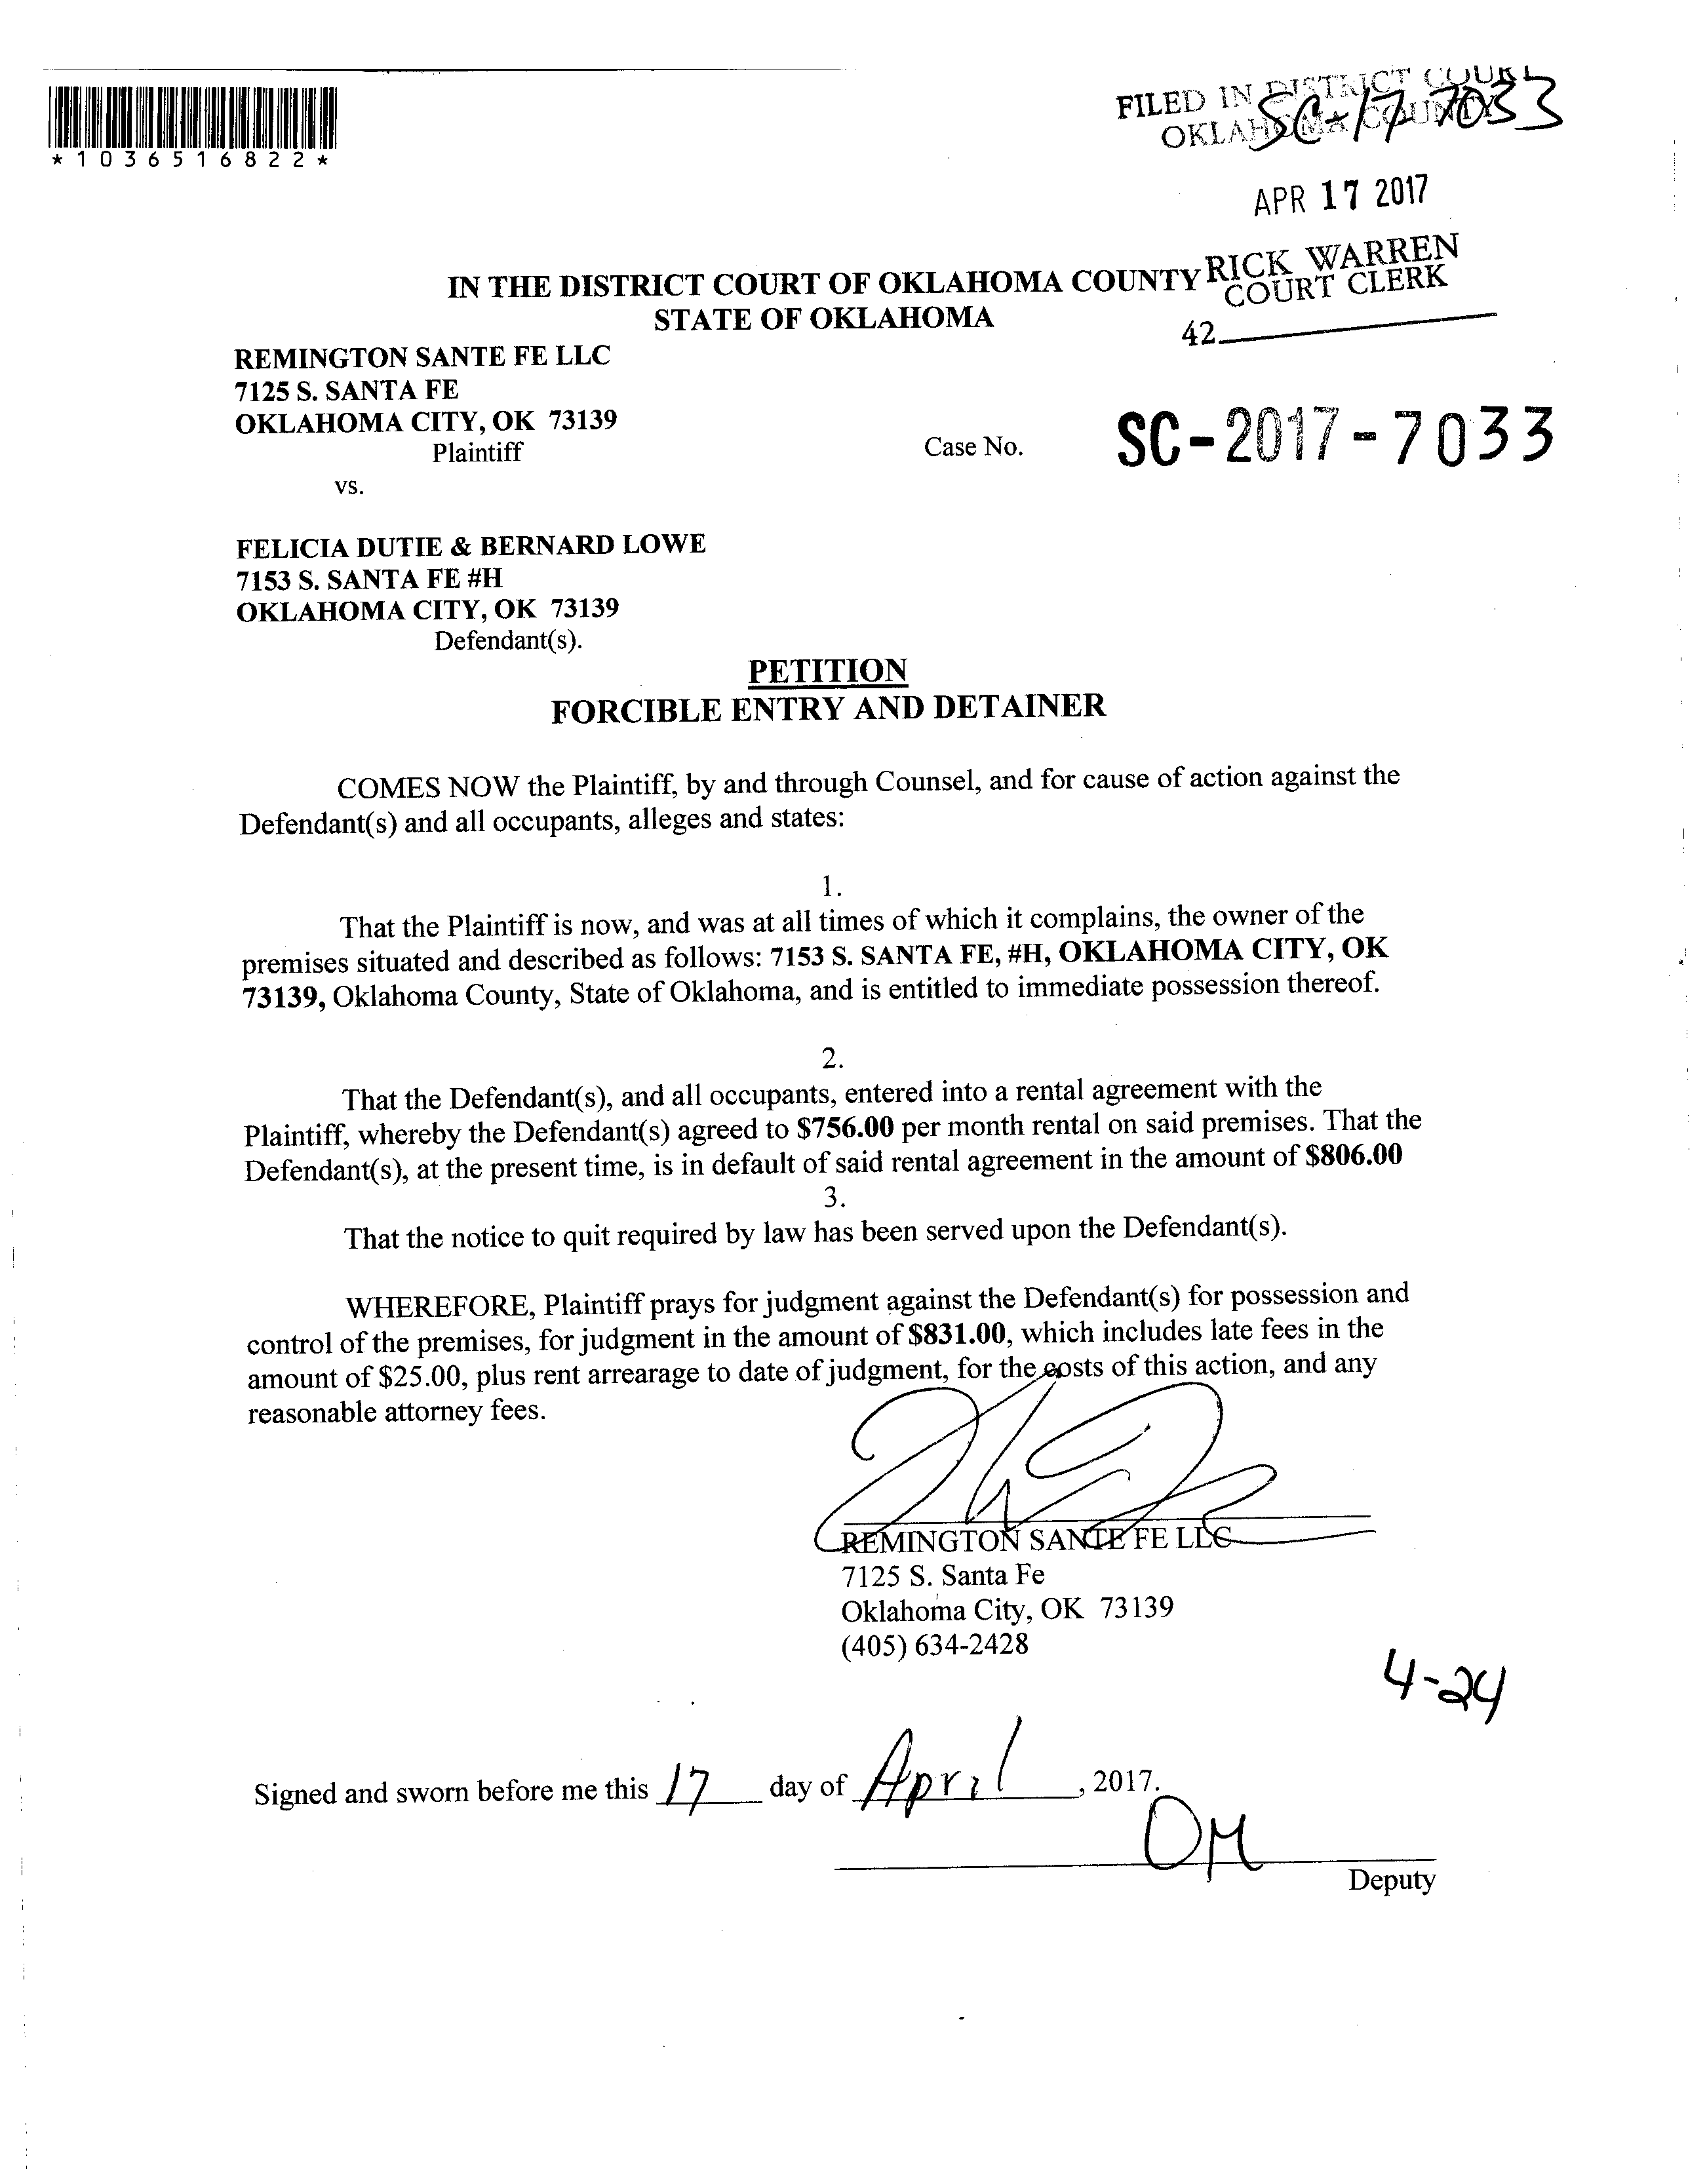 *1036516822*
FILED IN DISTRICT COURT
OKLAHOMA COUNTY
SC-17-7033
APR 17 2017
RICK WARREN
COURT CLERK
42
IN THE DISTRICT COURT OF OKLAHOMA COUNTY
STATE OF OKLAHOMA
REMINGTON SANTE FE LLC
7125 S. SANTA FE
OKLAHOMA CITY, OK 73139
Plaintiff
Case No. SC-2017-7033
vs.
FELICIA DUTIE & BERNARD LOWE
7153 S. SANTA FE #H
OKLAHOMA CITY, OK 73139
Defendant(s).
PETITION
FORCIBLE ENTRY AND DETAINER
COMES NOW the Plaintiff, by and through Counsel, and for cause of action against the
Defendant(s) and all occupants, alleges and states:
1.
That the Plaintiff is now, and was at all times of which it complains, the owner of the
premises situated and described as follows: 7153 S. SANTA FE, #H, OKLAHOMA CITY, OK
73139, Oklahoma County, State of Oklahoma, and is entitled to immediate possession thereof.
2.
That the Defendant(s), and all occupants, entered into a rental agreement with the
Plaintiff, whereby the Defendant(s) agreed to $756.00 per month rental on said premises. That the
Defendant(s), at the present time, is in default of said rental agreement in the amount of $806.00
3.
That the notice to quit required by law has been served upon the Defendant(s).
WHEREFORE, Plaintiff prays for judgment against the Defendant(s) for possession and
control of the premises, for judgment in the amount of $831.00, which includes late fees in the
amount of $25.00, plus rent arrearage to date of judgment, for the costs of this action, and any
reasonable attorney fees.
REMINGTON SANTE FE LLC
7125 S. Santa Fe
Oklahoma City, OK 73139
(405) 634-2428
4-24
Signed and sworn before me this 17 day of April, 2017.
OM
Deputy